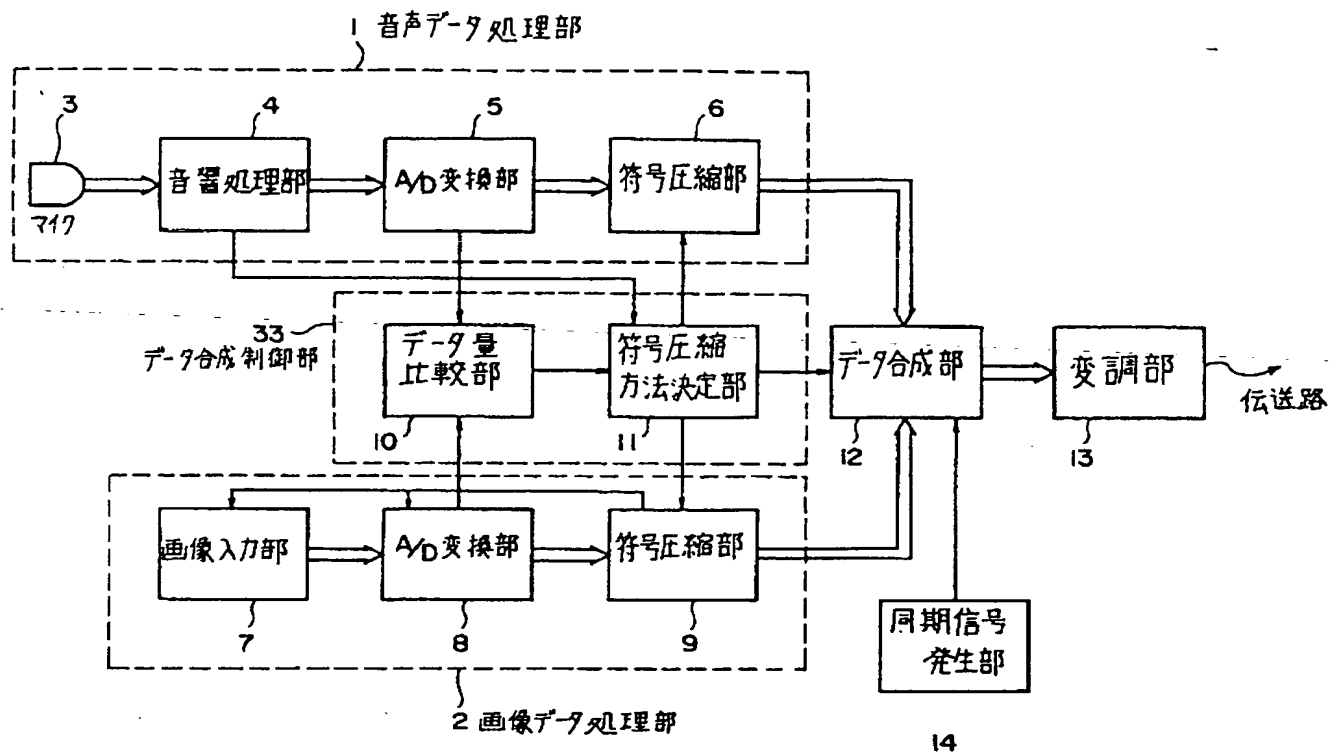 1 音声データ処理部
3
4
5
6
マイク
音響処理部
A/D変換部
符号圧縮部
33
データ合成制御部
データ量
比較部
符号圧縮
方法決定部
データ合成部
変調部
伝送路
10
11
12
13
画像入力部
A/D変換部
符号圧縮部
7
8
9
同期信号
発生部
2 画像データ処理部
14